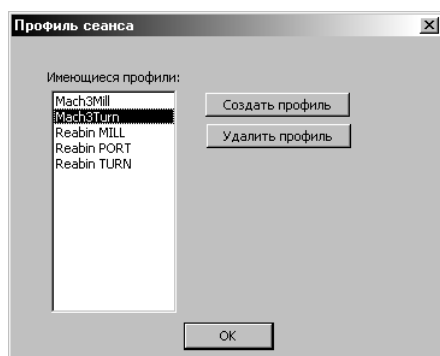 Профиль сеанса
Имеющиеся профили:
Mach3Mill
Mach3Turn
Reabin MILL
Reabin PORT
Reabin TURN
Создать профиль
Удалить профиль
OK